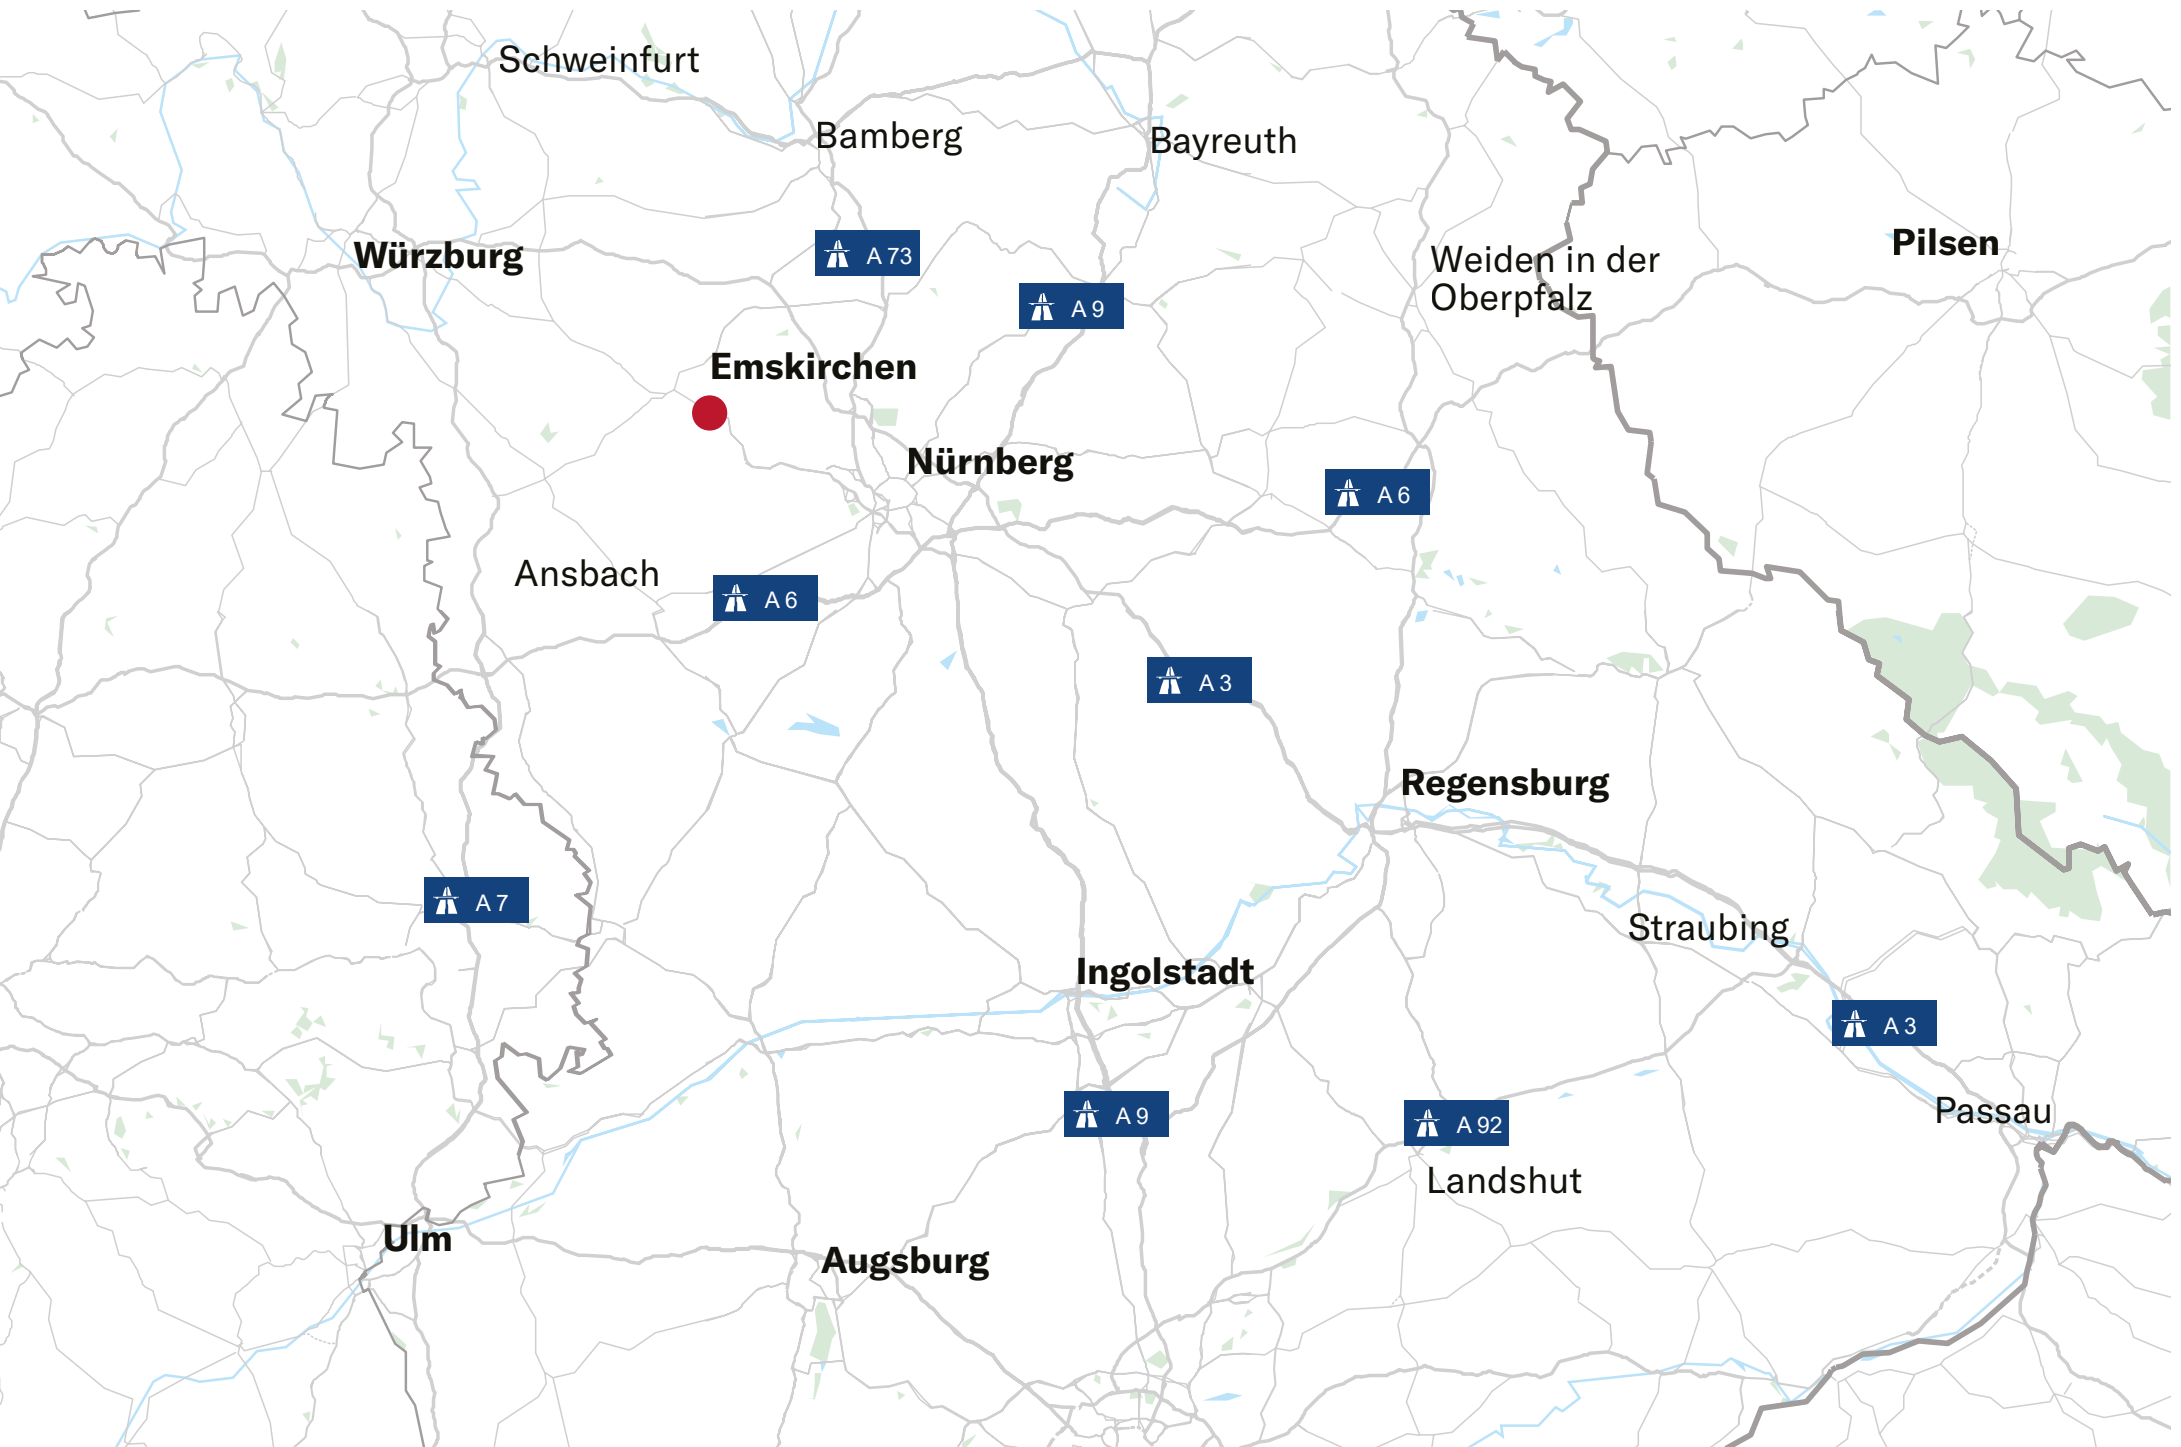 Schweinfurt
Bamberg
Bayreuth
Würzburg
A 73
Pilsen
Weiden in der
Oberpfalz
A 9
Emskirchen
Nürnberg
A 6
Ansbach
A 6
A 3
Regensburg
A 7
Straubing
Ingolstadt
A 3
A 9
A 92
Passau
Landshut
Ulm
Augsburg